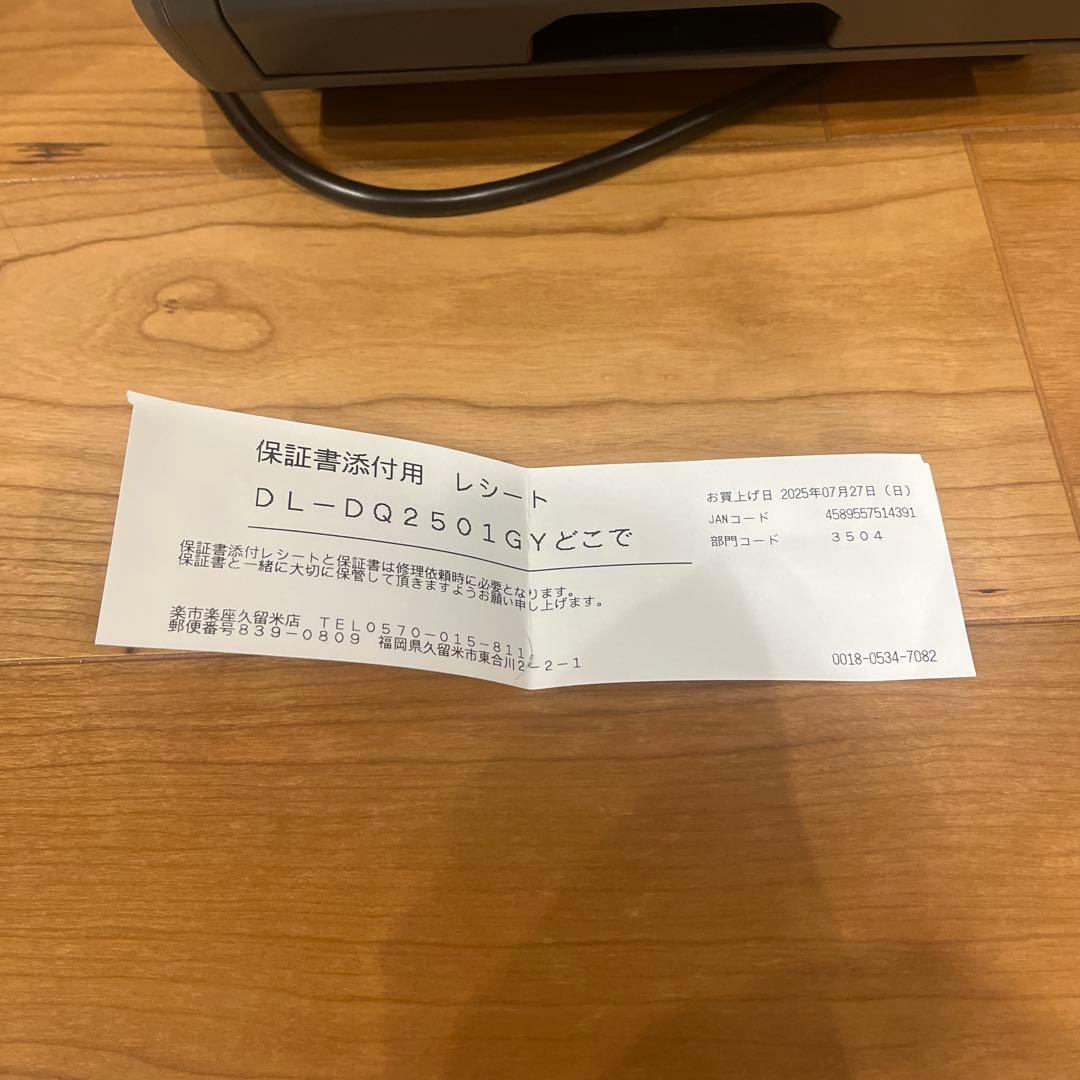 保証書添付用 レシート
DL-DQ2501GYどこで
保証書添付レシートと保証書は修理依頼時に必要となります。
保証書と一緒に大切に保管して頂きますようお願い申し上げます。
楽市楽座久留米店 TEL0570-015-811
郵便番号839-0809 福岡県久留米市東合川2-2-1
お買上げ日 2025年07月27日(日)
JANコード 4589557514391
部門コード 3504
0018-0534-7082